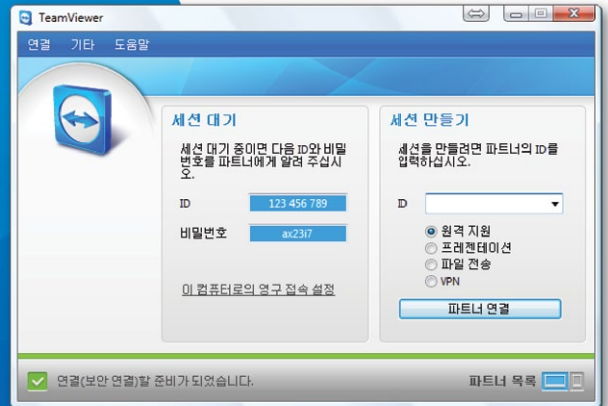 TeamViewer
연결 기타 도움말
세션 대기
세션 대기 중이면 다음 ID와 비밀
번호를 파트너에게 알려 주십시
오.
ID 123 456 789
비밀번호 ax23i7
이 컴퓨터로의 영구 접속 설정
세션 만들기
세션을 만들려면 파트너의 ID를
입력하십시오.
ID
원격 지원
프레젠테이션
파일 전송
VPN
파트너 연결
연결(보안 연결)할 준비가 되었습니다.
파트너 목록